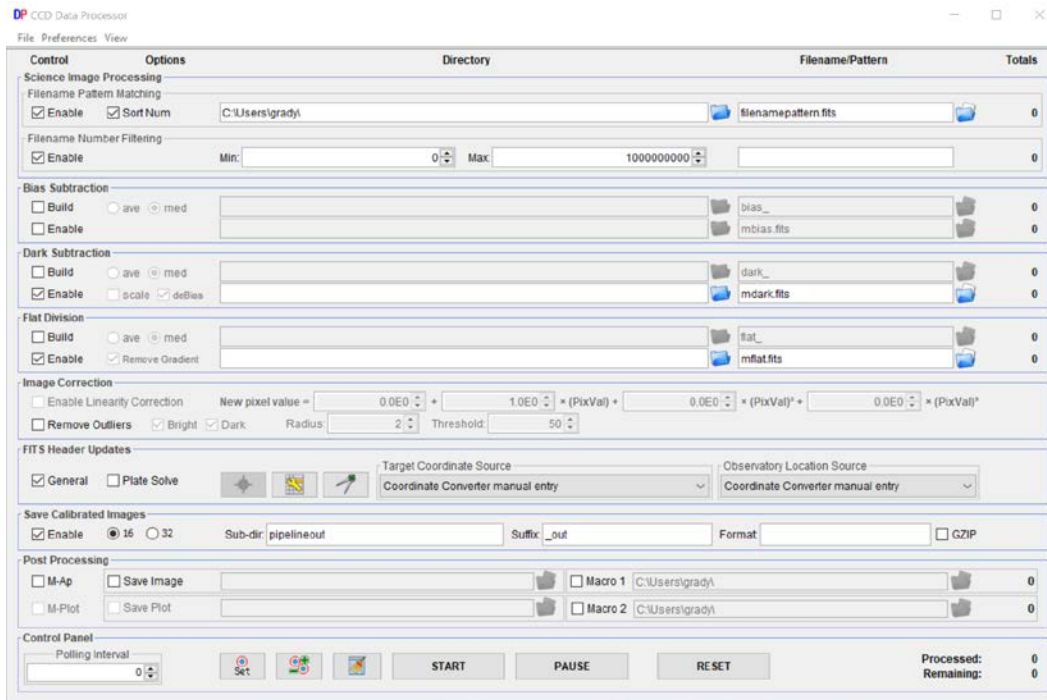 DP CCD Data Processor
File Preferences View
Control Options Directory Filename/Pattern Totals
Science Image Processing
Filename Pattern Matching
Enable Sort Num C:\Users\grady\ filenamepattern.fits 0
Filename Number Filtering
Enable Min: 0 Max: 1000000000 0
Bias Subtraction
Build ave med bias_ 0
Enable mbias.fits 0
Dark Subtraction
Build ave med dark_ 0
Enable scale deBias mdark.fits 0
Flat Division
Build ave med flat_ 0
Enable Remove Gradient mflat.fits 0
Image Correction
Enable Linearity Correction New pixel value = 0.0E0 + 1.0E0 × (PixVal) + 0.0E0 × (PixVal)² + 0.0E0 × (PixVal)³
Remove Outliers Bright Dark Radius: 2 Threshold: 50
FITS Header Updates
Target Coordinate Source Observatory Location Source
General Plate Solve Coordinate Converter manual entry Coordinate Converter manual entry
Save Calibrated Images
Enable 16 32 Sub-dir: pipelineout Suffix: _out Format: GZIP
Post Processing
M-Ap Save Image Macro 1 C:\Users\grady\ 0
M-Plot Save Plot Macro 2 C:\Users\grady\ 0
Control Panel
Polling Interval
0 Set START PAUSE RESET Processed: 0
Remaining: 0